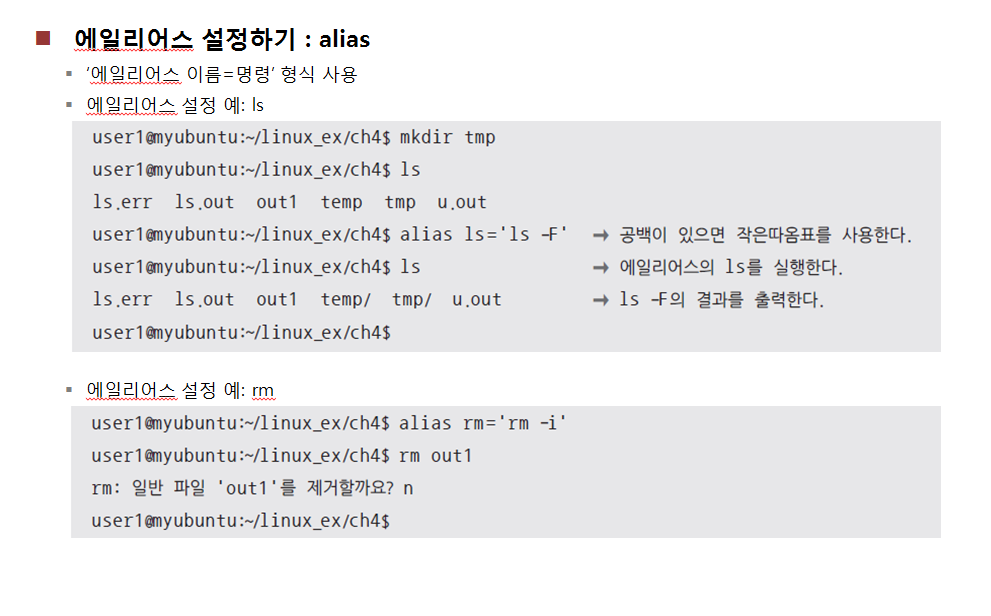 에일리어스 설정하기 : alias
‘에일리어스 이름=명령’ 형식 사용
에일리어스 설정 예: ls
user1@myubuntu:~/linux_ex/ch4$ mkdir tmp
user1@myubuntu:~/linux_ex/ch4$ ls
ls.err ls.out out1 temp tmp u.out
user1@myubuntu:~/linux_ex/ch4$ alias ls='ls -F' → 공백이 있으면 작은따옴표를 사용한다.
user1@myubuntu:~/linux_ex/ch4$ ls → 에일리어스의 ls를 실행한다.
ls.err ls.out out1 temp/ tmp/ u.out → ls -F의 결과를 출력한다.
user1@myubuntu:~/linux_ex/ch4$
에일리어스 설정 예: rm
user1@myubuntu:~/linux_ex/ch4$ alias rm='rm -i'
user1@myubuntu:~/linux_ex/ch4$ rm out1
rm: 일반 파일 'out1'를 제거할까요? n
user1@myubuntu:~/linux_ex/ch4$